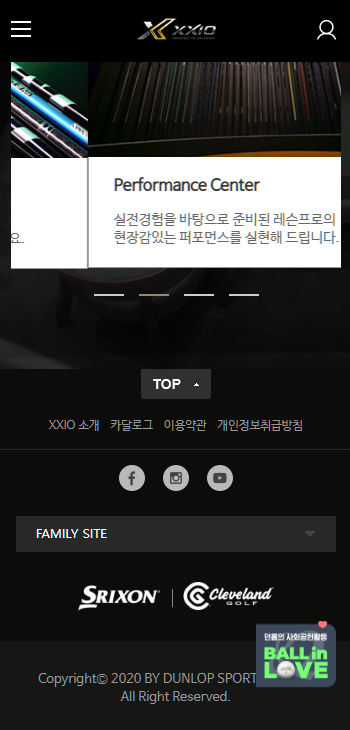 XXIO
요.
Performance Center
실전경험을 바탕으로 준비된 레슨프로의
현장감있는 퍼포먼스를 실현해 드립니다.
TOP
XXIO 소개 카달로그 이용약관 개인정보취급방침
FAMILY SITE
SRIXON Cleveland
GOLF
던롭의 사회공헌활동
BALL in
LOVE
Copyright© 2020 BY DUNLOP SPORT
All Right Reserved.